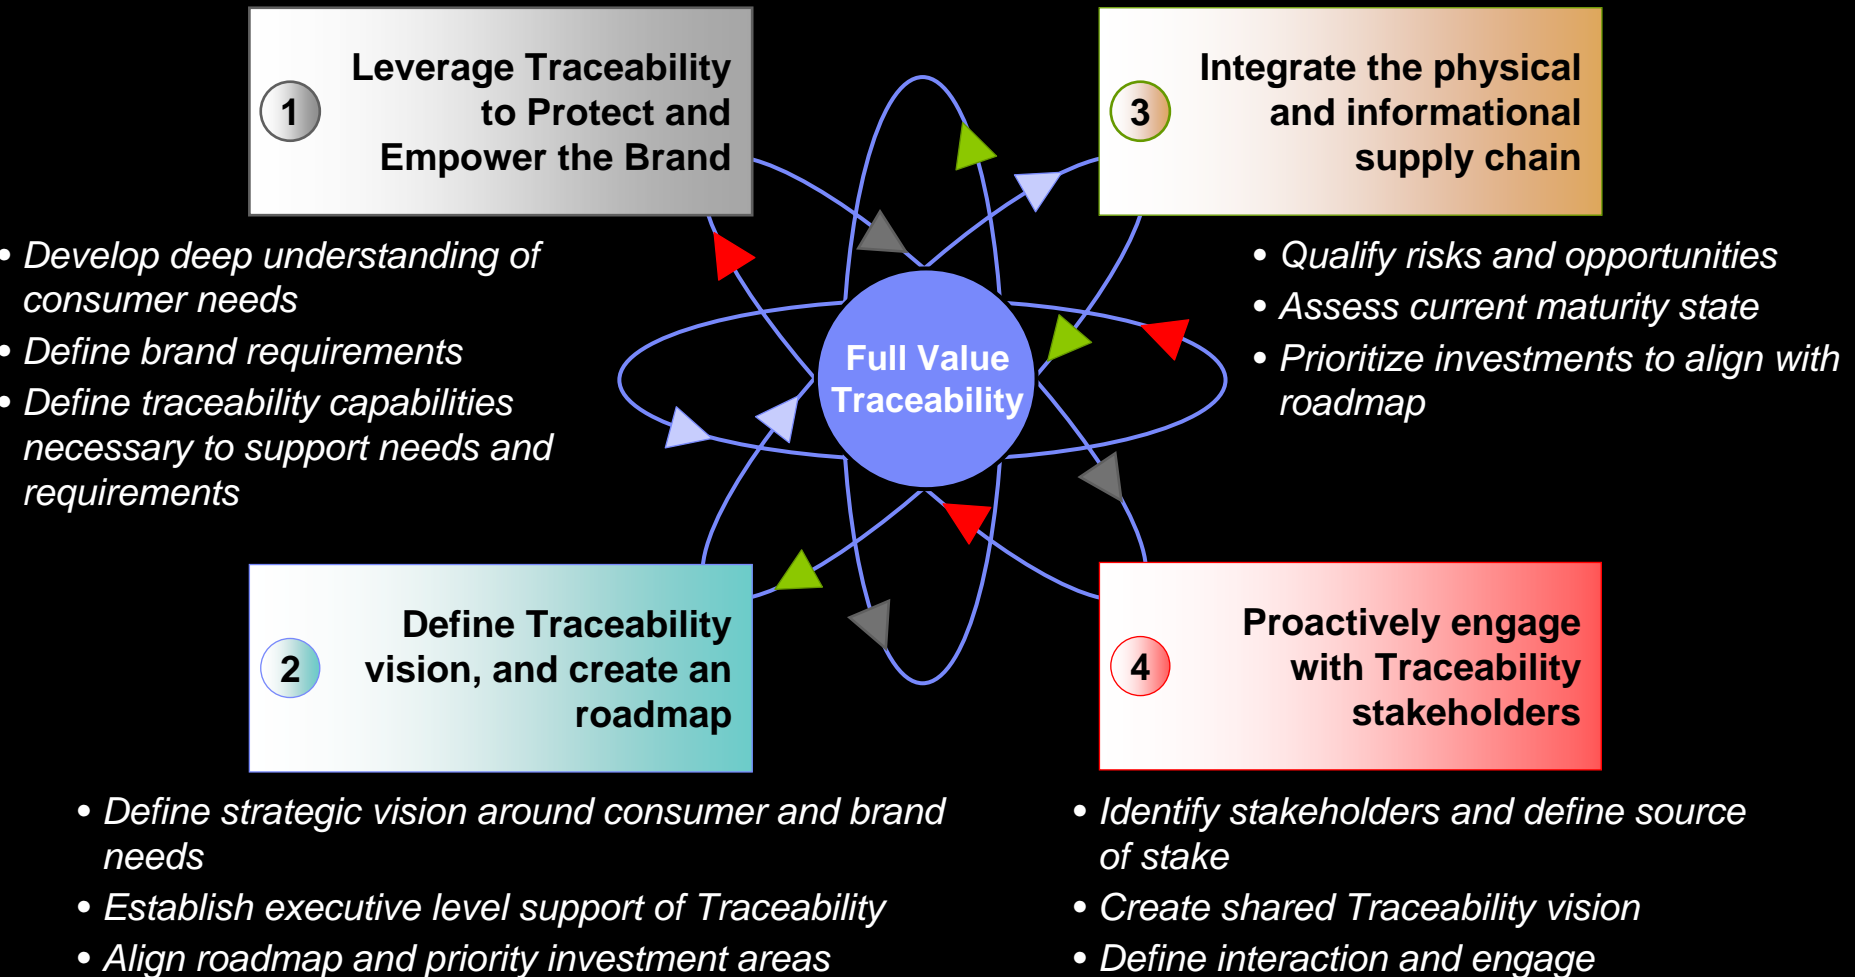 1
Leverage Traceability
to Protect and
Empower the Brand
• Develop deep understanding of
consumer needs
• Define brand requirements
• Define traceability capabilities
necessary to support needs and
requirements
3
Integrate the physical
and informational
supply chain
• Qualify risks and opportunities
• Assess current maturity state
• Prioritize investments to align with
roadmap
Full Value
Traceability
2
Define Traceability
vision, and create an
roadmap
• Define strategic vision around consumer and brand
needs
• Establish executive level support of Traceability
• Align roadmap and priority investment areas
4
Proactively engage
with Traceability
stakeholders
• Identify stakeholders and define source
of stake
• Create shared Traceability vision
• Define interaction and engage